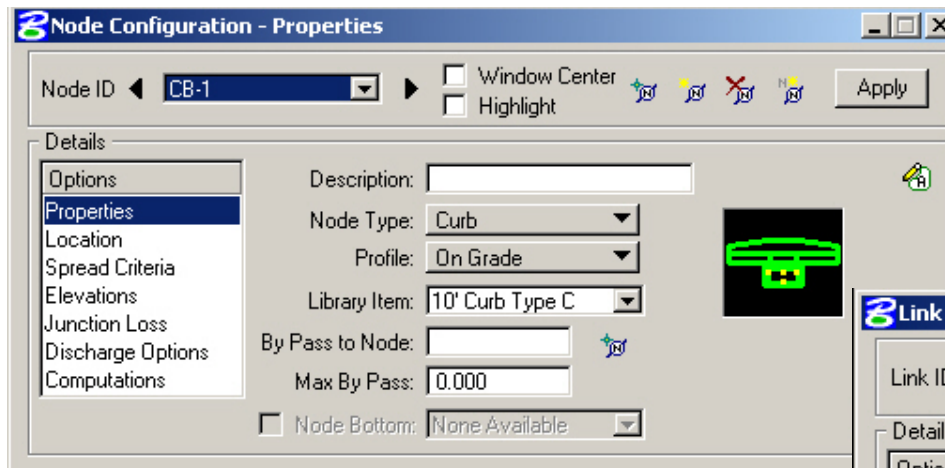 Node Configuration - Properties
Node ID CB-1 Window Center Apply
Highlight
Details
Options
Properties
Location
Spread Criteria
Elevations
Junction Loss
Discharge Options
Computations
Description:
Node Type: Curb
Profile: On Grade
Library Item: 10' Curb Type C
By Pass to Node:
Max By Pass: 0.000
Node Bottom: None Available
Link
Link
Detail